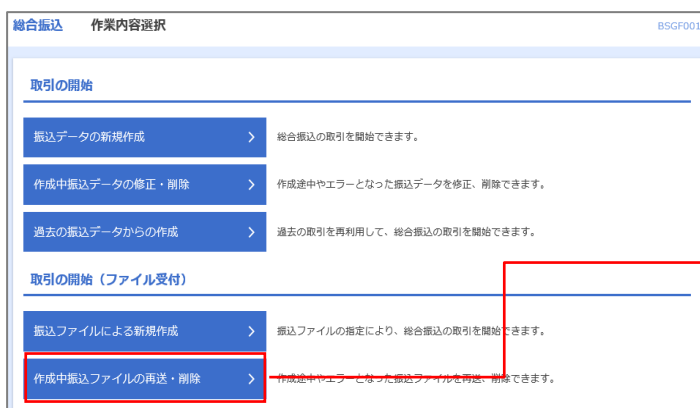 総合振込 作業内容選択 BSGF001
取引の開始
振込データの新規作成 総合振込の取引を開始できます。
作成中振込データの修正・削除 作成途中やエラーとなった振込データを修正、削除できます。
過去の振込データからの作成 過去の取引を再利用して、総合振込の取引を開始できます。
取引の開始（ファイル受付）
振込ファイルによる新規作成 振込ファイルの指定により、総合振込の取引を開始できます。
作成中振込ファイルの再送・削除 作成途中やエラーとなった振込ファイルを再送、削除できます。